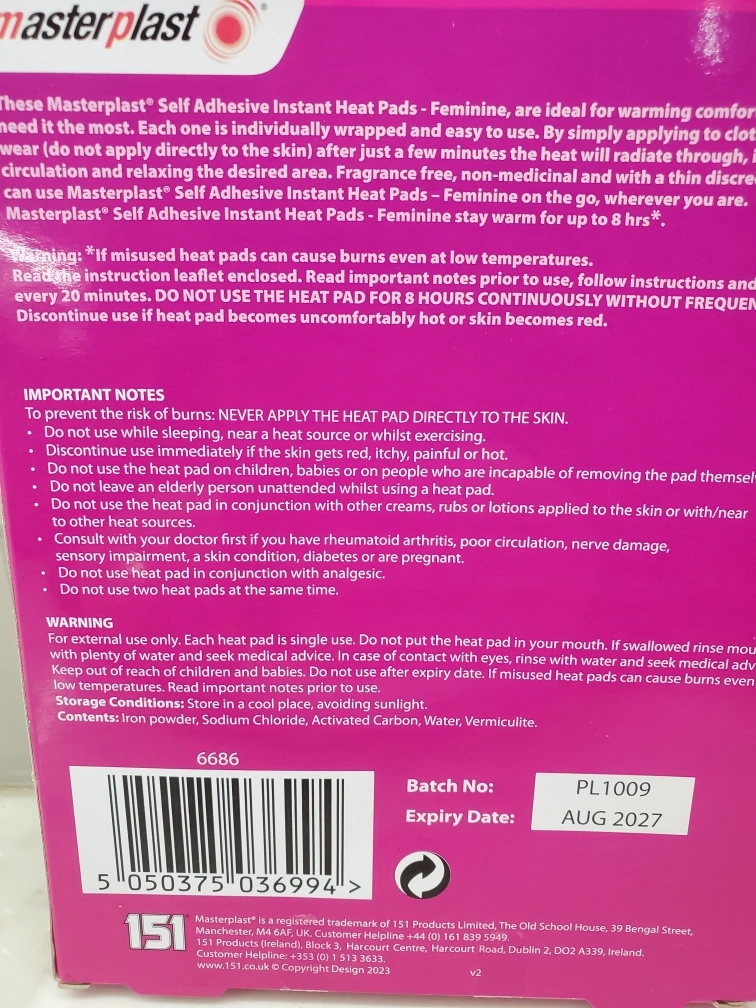 masterplast
These Masterplast® Self Adhesive Instant Heat Pads - Feminine, are ideal for warming
need it the most. Each one is individually wrapped and easy to use. By simply applying to
wear (do not apply directly to the skin) after just a few minutes the heat will radiate through,
circulation and relaxing the desired area. Fragrance free, non-medicinal and with a thin
can use Masterplast® Self Adhesive Instant Heat Pads – Feminine on the go, wherever you are.
Masterplast® Self Adhesive Instant Heat Pads - Feminine stay warm for up to 8 hrs*.
Warning: *If misused heat pads can cause burns even at low temperatures.
Read the instruction leaflet enclosed. Read important notes prior to use, follow instructions and
every 20 minutes. DO NOT USE THE HEAT PAD FOR 8 HOURS CONTINUOUSLY WITHOUT
Discontinue use if heat pad becomes uncomfortably hot or skin becomes red.
IMPORTANT NOTES
To prevent the risk of burns: NEVER APPLY THE HEAT PAD DIRECTLY TO THE SKIN.
• Do not use while sleeping, near a heat source or whilst exercising.
• Discontinue use immediately if the skin gets red, itchy, painful or hot.
• Do not use the heat pad on children, babies or on people who are incapable of removing the pad
• Do not leave an elderly person unattended whilst using a heat pad.
• Do not use the heat pad in conjunction with other creams, rubs or lotions applied to the skin or with/near
to other heat sources.
• Consult with your doctor first if you have rheumatoid arthritis, poor circulation, nerve damage,
sensory impairment, a skin condition, diabetes or are pregnant.
• Do not use heat pad in conjunction with analgesic.
• Do not use two heat pads at the same time.
WARNING
For external use only. Each heat pad is single use. Do not put the heat pad in your mouth. If swallowed rinse
with plenty of water and seek medical advice. In case of contact with eyes, rinse with water and seek medical
Keep out of reach of children and babies. Do not use after expiry date. If misused heat pads can cause burns even
low temperatures. Read important notes prior to use.
Storage Conditions: Store in a cool place, avoiding sunlight.
Contents: Iron powder, Sodium Chloride, Activated Carbon, Water, Vermiculite.
6686
Batch No: PL1009
Expiry Date: AUG 2027
5 050375 036994 >
151
Masterplast® is a registered trademark of 151 Products Limited, The Old School House, 39 Bengal Street,
Manchester, M4 6AF, UK. Customer Helpline +44 (0) 161 839 5949.
151 Products (Ireland), Block 3, Harcourt Centre, Harcourt Road, Dublin 2, DO2 A339, Ireland.
Customer Helpline: +353 (0) 1 513 3633.
www.151.co.uk © Copyright Design 2023 v2